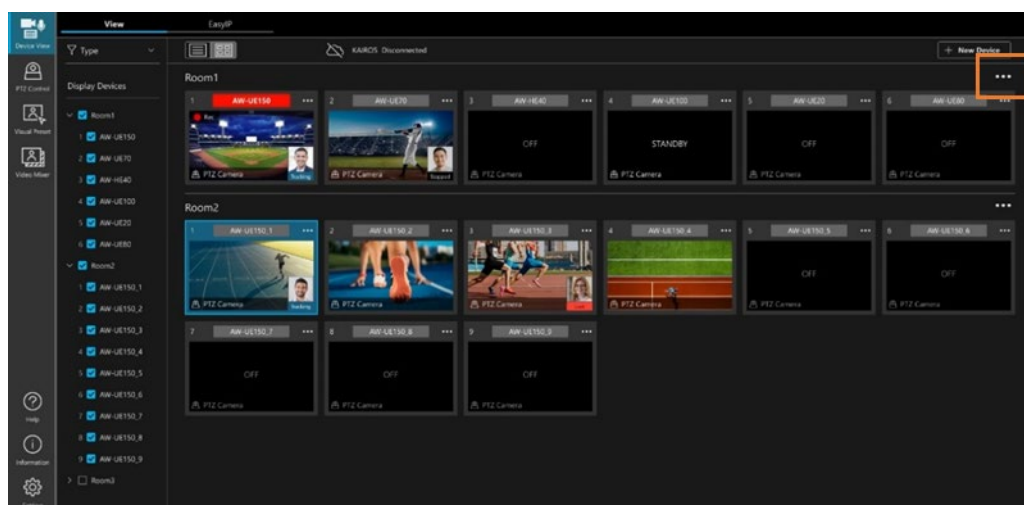 View
EasyIP
Device View
PTZ Control
Visual Preset
Video Mixer
Help
Information
Type
KAIROS Disconnected
+ New Device
Display Devices
Room1
1 AW-UE150
2 AW-UE70
3 AW-HE40
4 AW-UE100
5 AW-UE20
6 AW-UE80
Room2
1 AW-UE150_1
2 AW-UE150_2
3 AW-UE150_3
4 AW-UE150_4
5 AW-UE150_5
6 AW-UE150_6
7 AW-UE150_7
8 AW-UE150_8
9 AW-UE150_9
Room3
Room1
1 AW-UE150 ••• 2 AW-UE70 ••• 3 AW-HE40 ••• 4 AW-UE100 ••• 5 AW-UE20 ••• 6 AW-UE80
Rec
OFF STANDBY OFF OFF
PTZ Camera Tracking PTZ Camera Stopped PTZ Camera PTZ Camera PTZ Camera PTZ Camera
Room2
1 AW-UE150_1 ••• 2 AW-UE150_2 ••• 3 AW-UE150_3 ••• 4 AW-UE150_4 ••• 5 AW-UE150_5 ••• 6 AW-UE150_6 •••
OFF OFF
PTZ Camera Tracking PTZ Camera PTZ Camera PTZ Camera PTZ Camera PTZ Camera
7 AW-UE150_7 ••• 8 AW-UE150_8 ••• 9 AW-UE150_9 •••
OFF OFF OFF
PTZ Camera PTZ Camera PTZ Camera